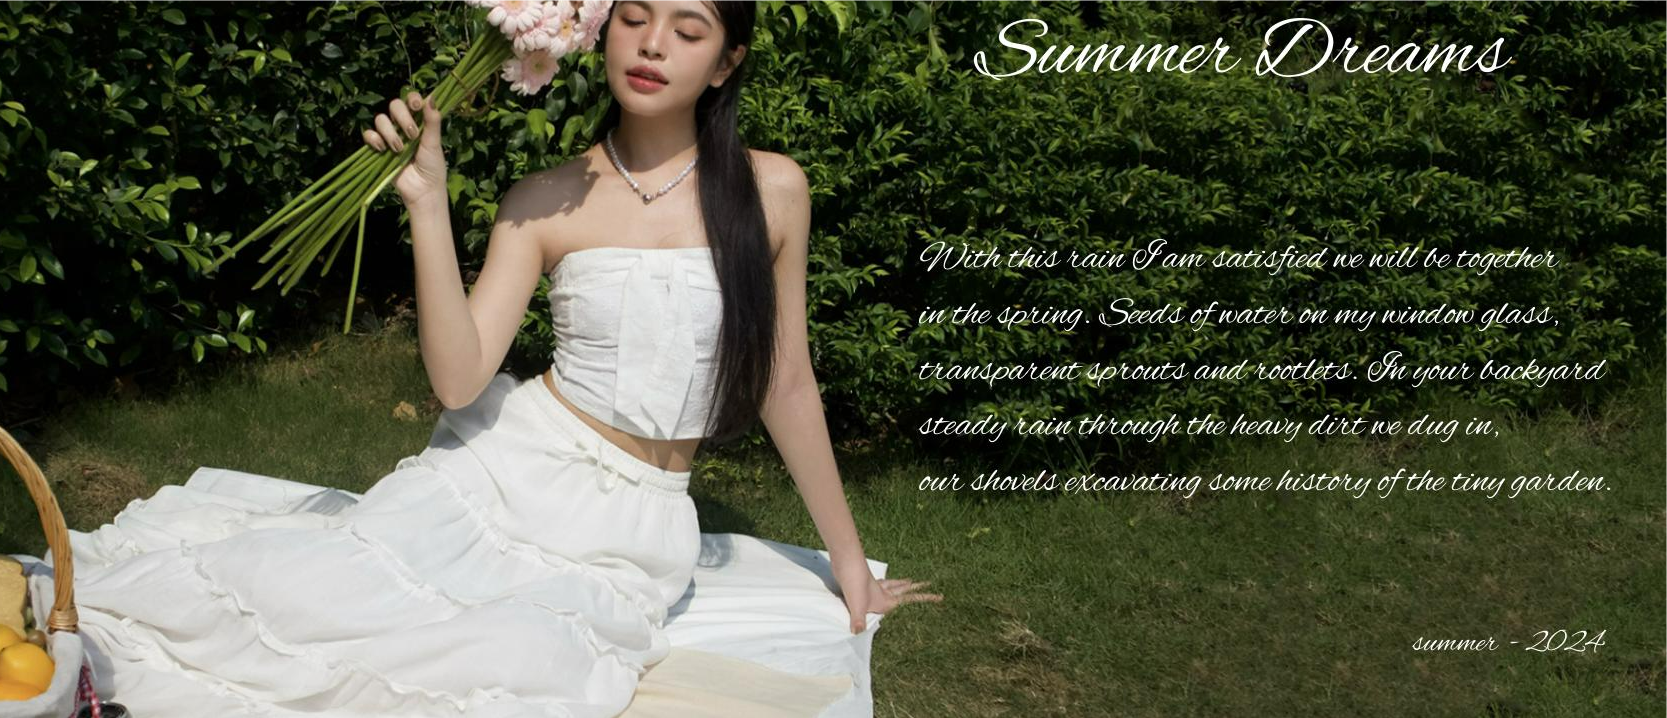 Summer Dreams
With this rain I am satisfied we will be together
in the spring. Seeds of water on my window glass,
transparent sprouts and rootlets. In your backyard
steady rain through the heavy dirt we dug in,
our shovels excavating some history of the tiny garden.
summer - 2024